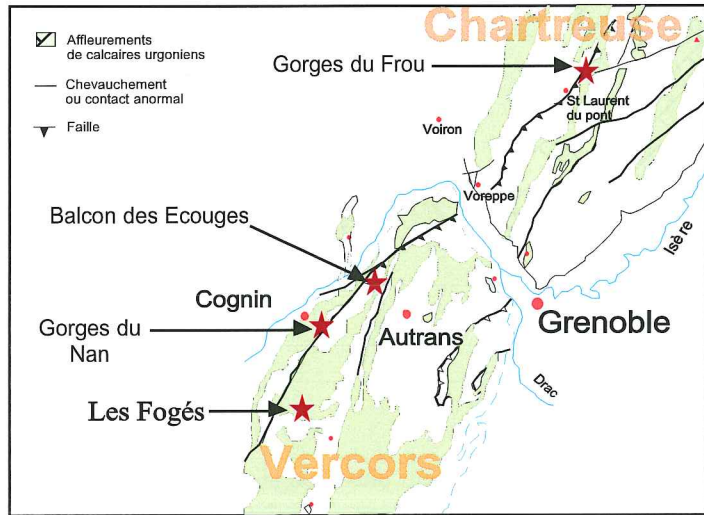 Chartreuse
Affleurements
de calcaires urgoniens
Chevauchement
ou contact anormal
Faille
Gorges du Frou
St Laurent
du pont
Voiron
Voreppe
Balcon des Ecouges
Isère
Cognin
Grenoble
Autrans
Gorges du
Nan
Drac
Les Fogés
Vercors